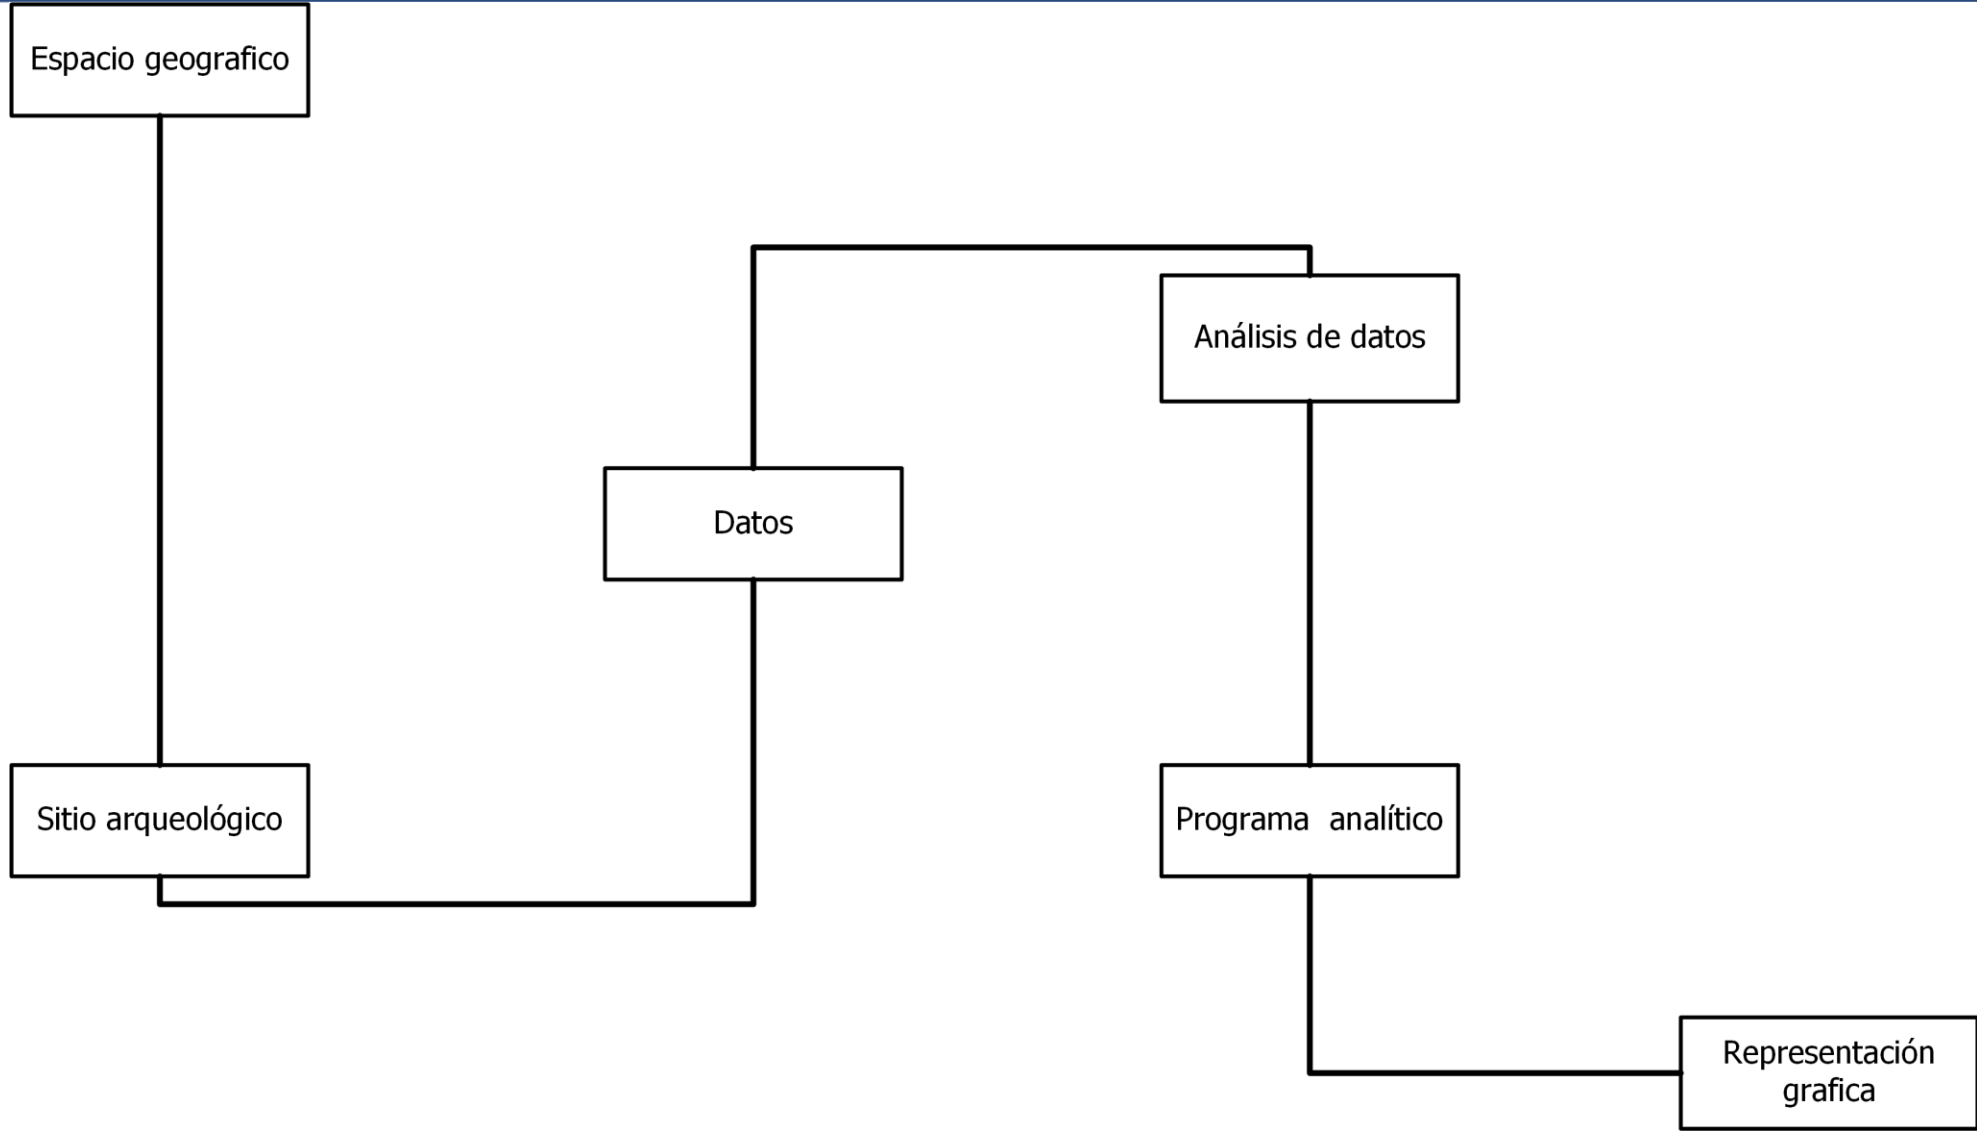 Espacio geografico
Análisis de datos
Datos
Sitio arqueológico
Programa  analítico
Representación
grafica